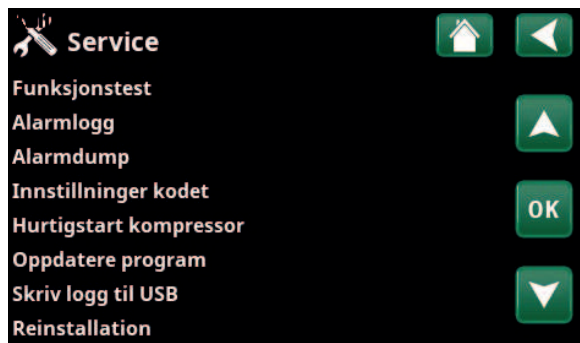 Service
Funksjonstest
Alarmlogg
Alarmdump
Innstillninger kodet
OK
Hurtigstart kompressor
Oppdatere program
Skriv logg til USB
Reinstallation